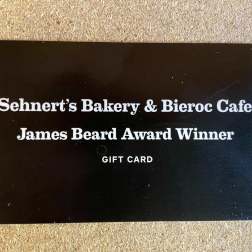 Sehnert's Bakery & Bieroc Cafe
James Beard Award Winner
GIFT CARD